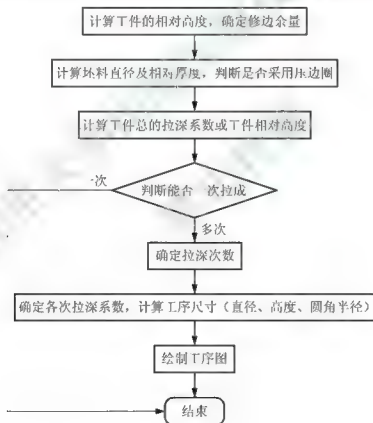 计算工件的相对高度，确定修边余量
计算坯料直径及相对厚度，判断是否采用压边圈
计算工件总的拉深系数或工件相对高度
一次
判断能否一次拉成
多次
确定拉深次数
确定各次拉深系数，计算工序尺寸（直径、高度、圆角半径）
绘制工序图
结束